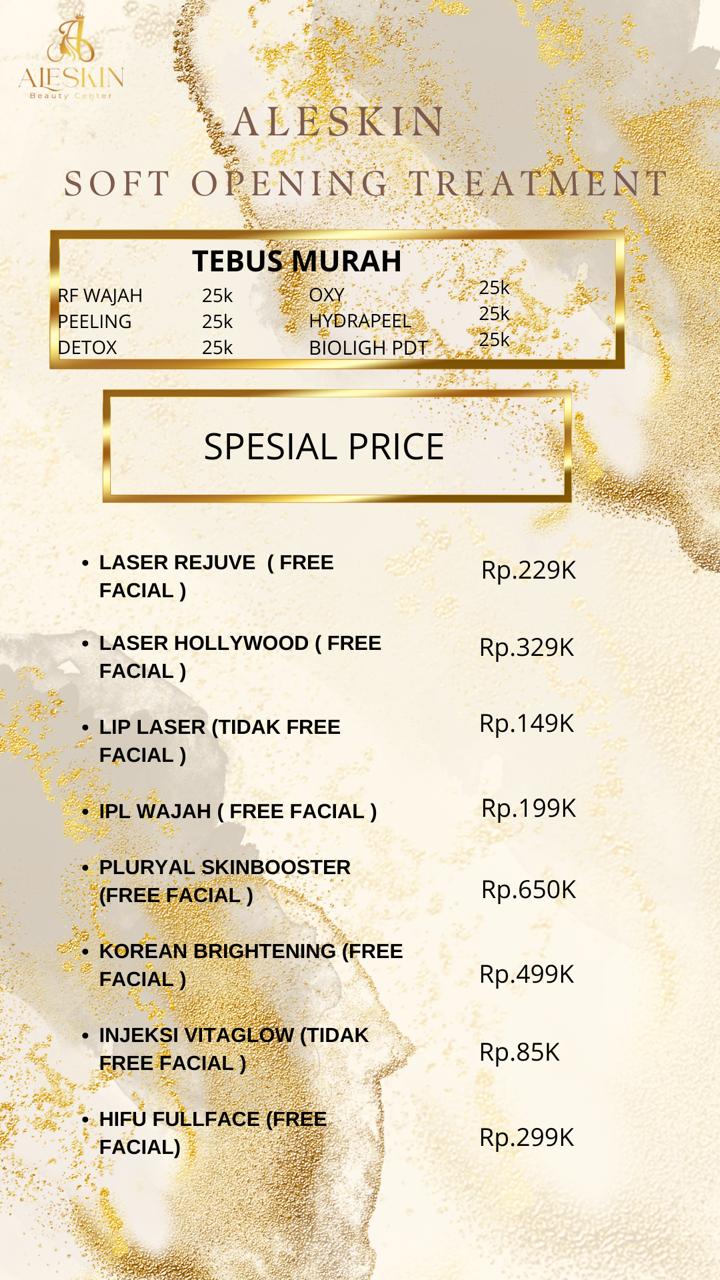 ALESKIN
Beauty Center
ALESKIN
SOFT OPENING TREATMENT
TEBUS MURAH
RF WAJAH 25k OXY 25k
PEELING 25k HYDRAPEEL 25k
DETOX 25k BIOLIGH PDT 25k
SPESIAL PRICE
• LASER REJUVE ( FREE
FACIAL ) Rp.229K
• LASER HOLLYWOOD ( FREE
FACIAL ) Rp.329K
• LIP LASER (TIDAK FREE
FACIAL ) Rp.149K
• IPL WAJAH ( FREE FACIAL ) Rp.199K
• PLURYAL SKINBOOSTER
(FREE FACIAL ) Rp.650K
• KOREAN BRIGHTENING (FREE
FACIAL ) Rp.499K
• INJEKSI VITAGLOW (TIDAK
FREE FACIAL ) Rp.85K
• HIFU FULLFACE (FREE
FACIAL) Rp.299K